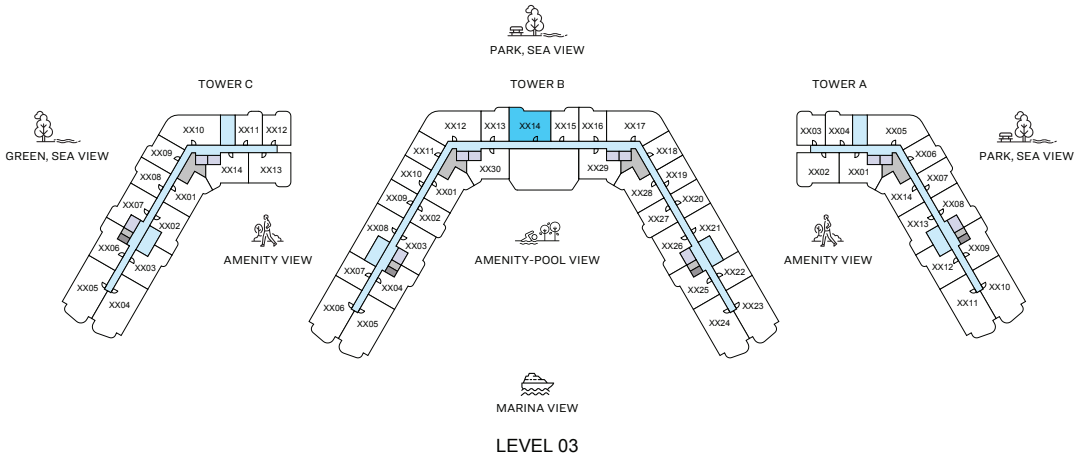 PARK, SEA VIEW
TOWER C
TOWER B
TOWER A
GREEN, SEA VIEW
PARK, SEA VIEW
XX10
XX11
XX12
XX09
XX08
XX07
XX06
XX05
XX04
XX03
XX02
XX01
XX14
XX13
XX12
XX13
XX14
XX15
XX16
XX17
XX11
XX10
XX09
XX08
XX07
XX06
XX05
XX04
XX03
XX02
XX01
XX30
XX29
XX28
XX27
XX26
XX25
XX24
XX23
XX22
XX21
XX20
XX19
XX18
XX03
XX04
XX05
XX02
XX01
XX14
XX13
XX12
XX11
XX10
XX09
XX08
XX07
XX06
AMENITY VIEW
AMENITY-POOL VIEW
AMENITY VIEW
MARINA VIEW
LEVEL 03